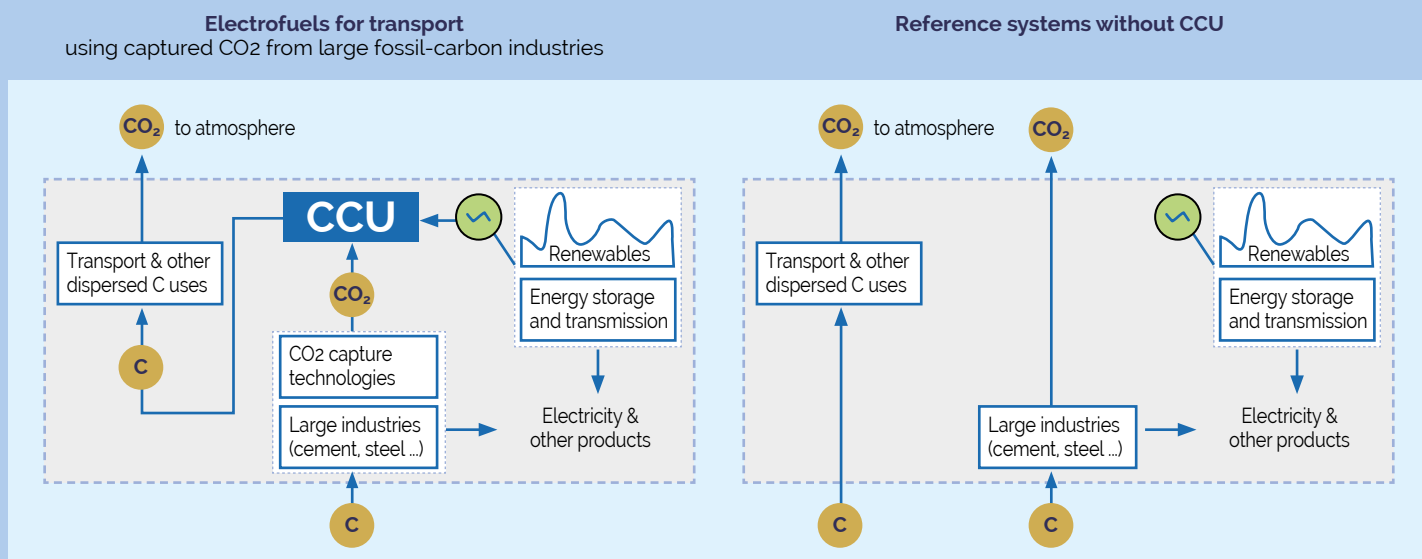 Electrofuels for transport
using captured CO2 from large fossil-carbon industries
CO₂ to atmosphere
CCU
Renewables
Transport & other
dispersed C uses
CO₂
Energy storage
and transmission
C
CO2 capture
technologies
Large industries
(cement, steel ...)
Electricity &
other products
C
Reference systems without CCU
CO₂ to atmosphere
CO₂
Renewables
Transport & other
dispersed C uses
Energy storage
and transmission
Large industries
(cement, steel ...)
Electricity &
other products
C
C